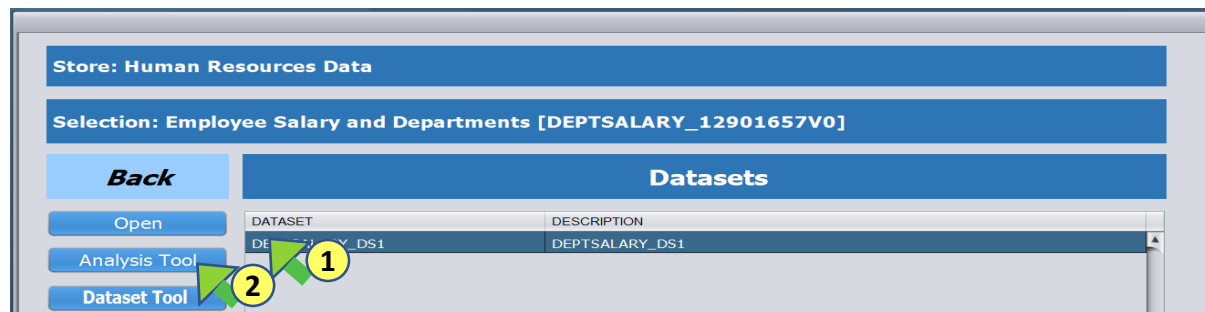 Store: Human Resources Data
Selection: Employee Salary and Departments [DEPTSALARY_12901657V0]
Back
Datasets
Open
DATASET DESCRIPTION
DEPTSALARY_DS1
Analysis Tool
1
2
Dataset Tool